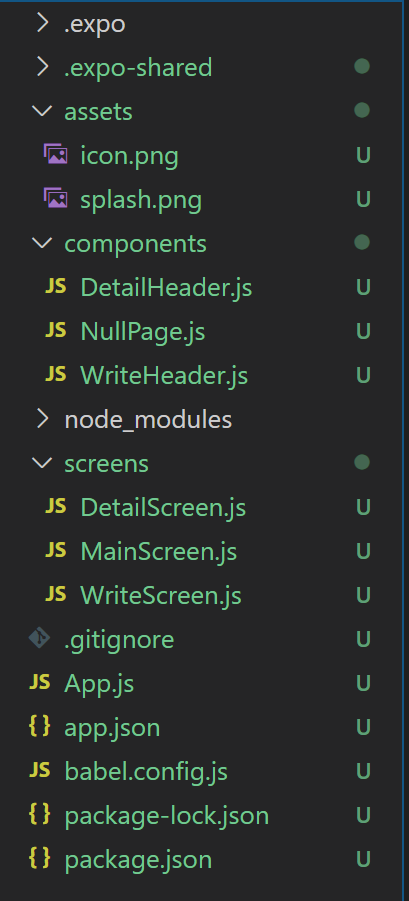 .expo
.expo-shared
assets
icon.png U
splash.png U
components
JS DetailHeader.js U
JS NullPage.js U
JS WriteHeader.js U
node_modules
screens
JS DetailScreen.js U
JS MainScreen.js U
JS WriteScreen.js U
.gitignore U
JS App.js U
{} app.json U
JS babel.config.js U
{} package-lock.json U
{} package.json U